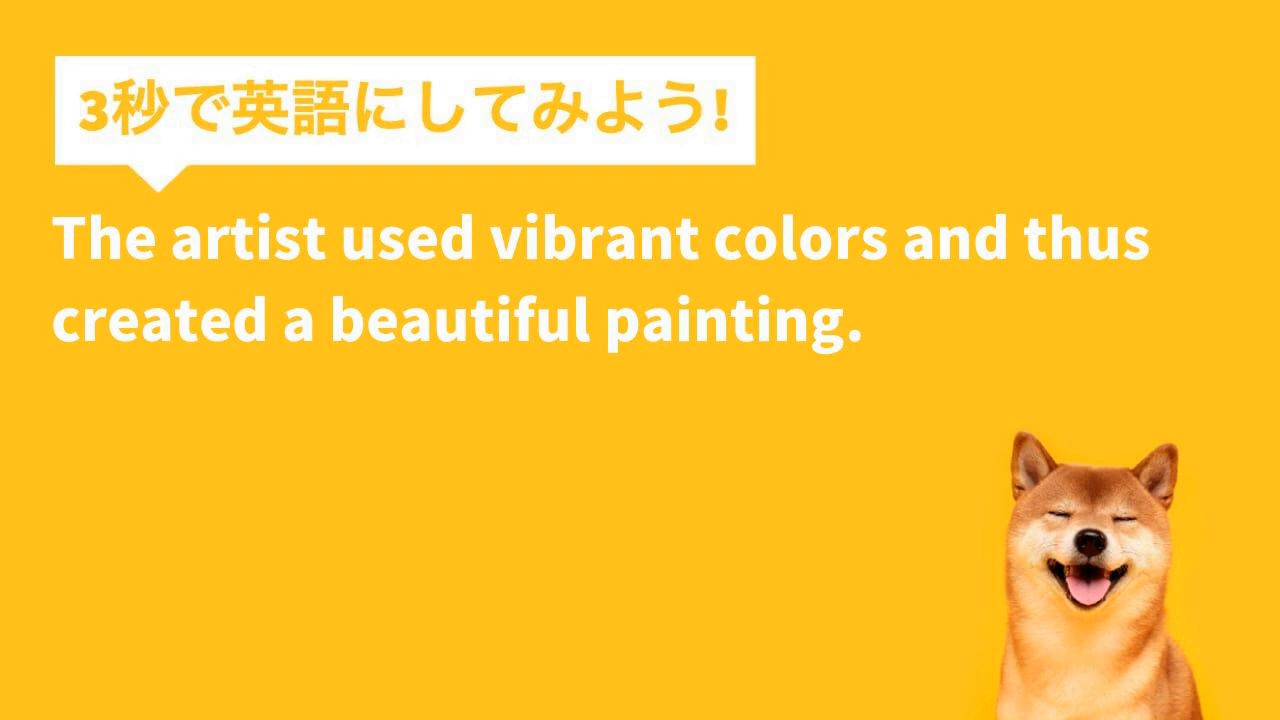 3秒で英語にしてみよう!
The artist used vibrant colors and thus
created a beautiful painting.